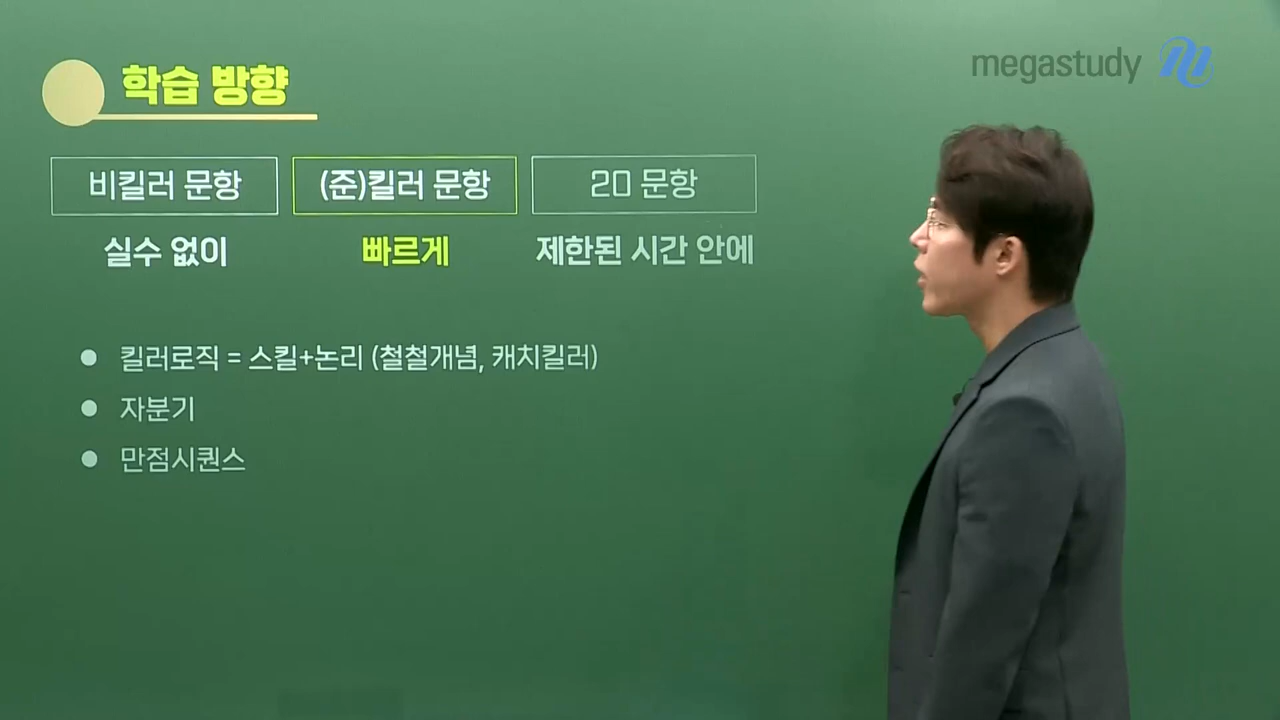 megastudy
학습 방향
비킬러 문항 (준)킬러 문항 20 문항
실수 없이 빠르게 제한된 시간 안에
킬러로직 = 스킬+논리 (철철개념, 캐치킬러)
자분기
만점시퀀스